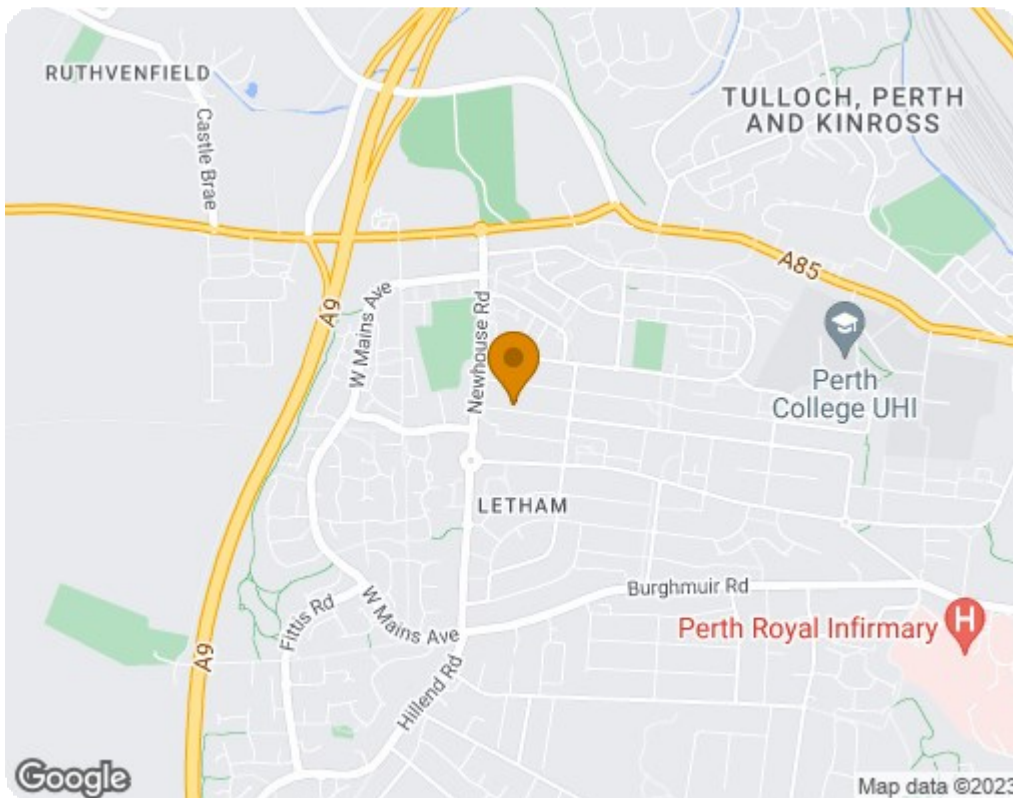 RUTHVENFIELD
TULLOCH, PERTH
AND KINROSS
Castle Brae
A85
A9
W Mains Ave
Newhouse Rd
Perth
College UHI
LETHAM
Burghmuir Rd
Fittis Rd
W Mains Ave
Perth Royal Infirmary
H
A9
Hillend Rd
Google
Map data ©2023